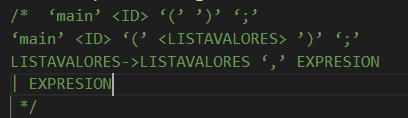 /*  ‘main’ <ID> ‘(’ ’)’ ‘;’
‘main’ <ID> ‘(’ <LISTAVALORES> ’)’ ‘;’
LISTAVALORES->LISTAVALORES ‘,’ EXPRESION
| EXPRESION
*/